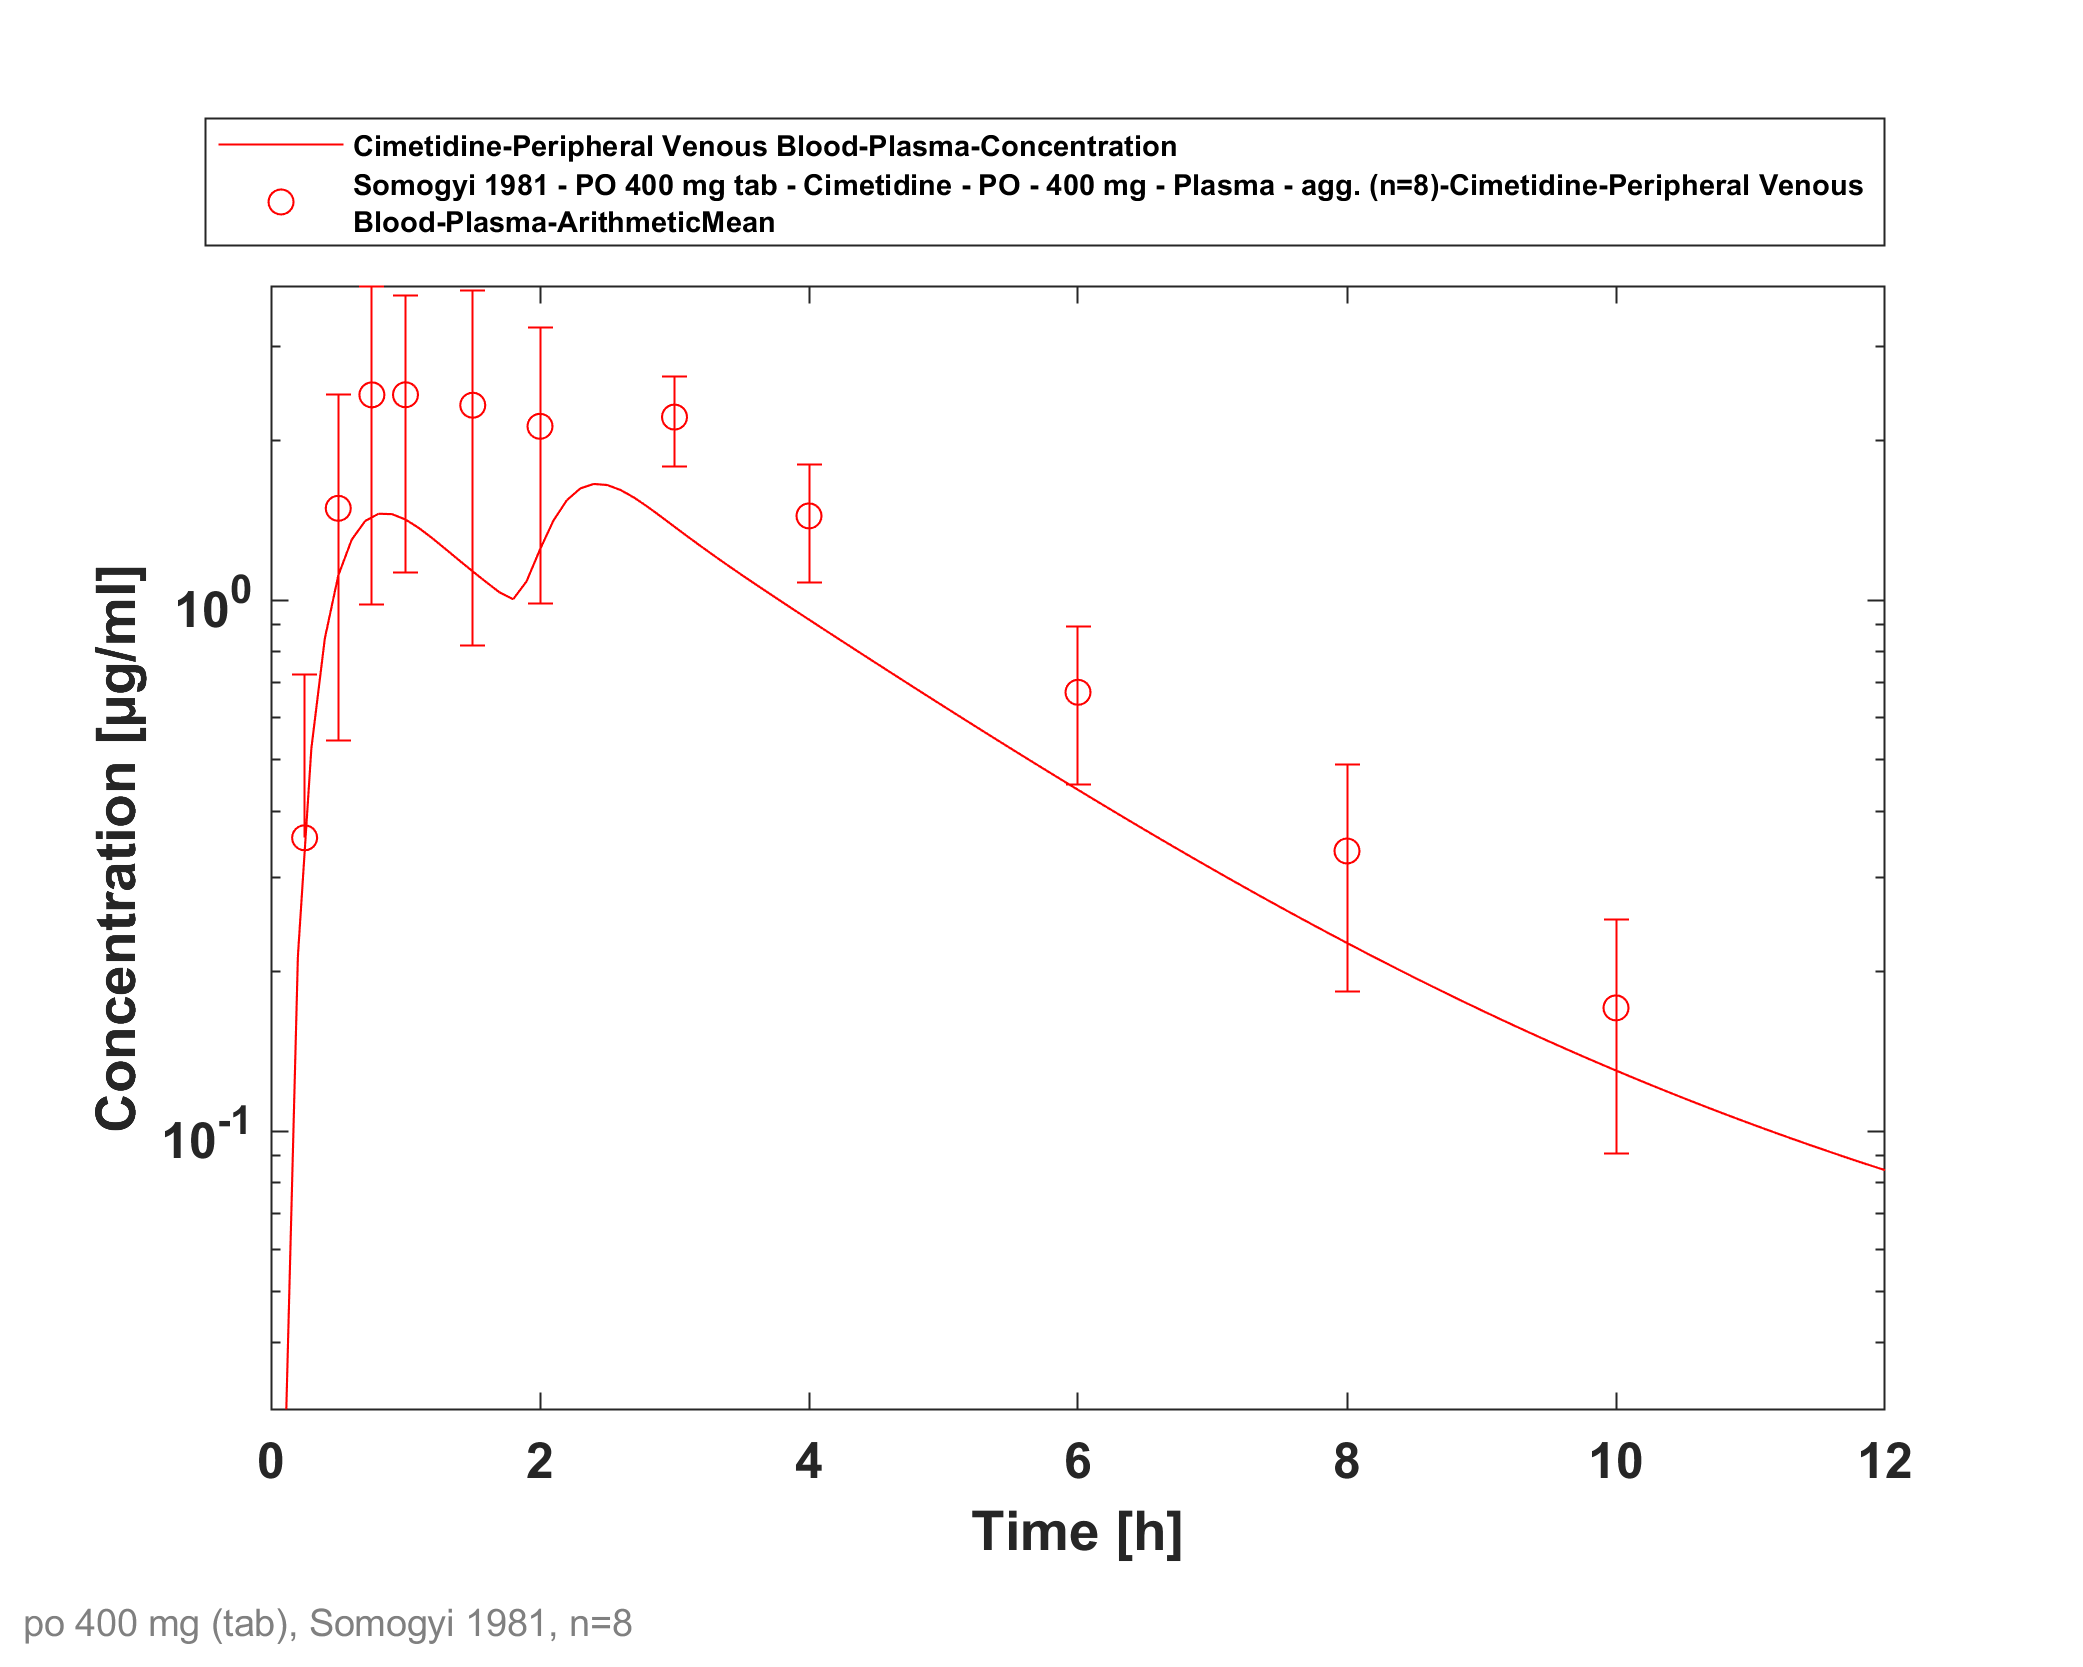 Cimetidine-Peripheral Venous Blood-Plasma-Concentration
Somogyi 1981 - PO 400 mg tab - Cimetidine - PO - 400 mg - Plasma - agg. (n=8)-Cimetidine-Peripheral Venous
Blood-Plasma-ArithmeticMean
Concentration [µg/ml]
10^0
10^-1
0 2 4 6 8 10 12
Time [h]
po 400 mg (tab), Somogyi 1981, n=8